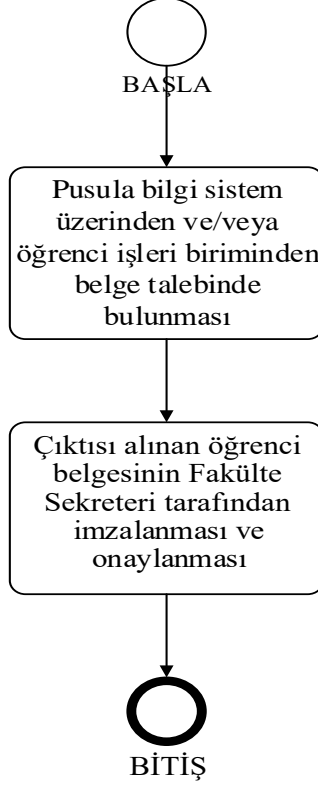 BAŞLA
Pusula bilgi sistem
üzerinden ve/veya
öğrenci işleri biriminden
belge talebinde
bulunması
Çıktısı alınan öğrenci
belgesinin Fakülte
Sekreteri tarafından
imzalanması ve
onaylanması
BİTİŞ